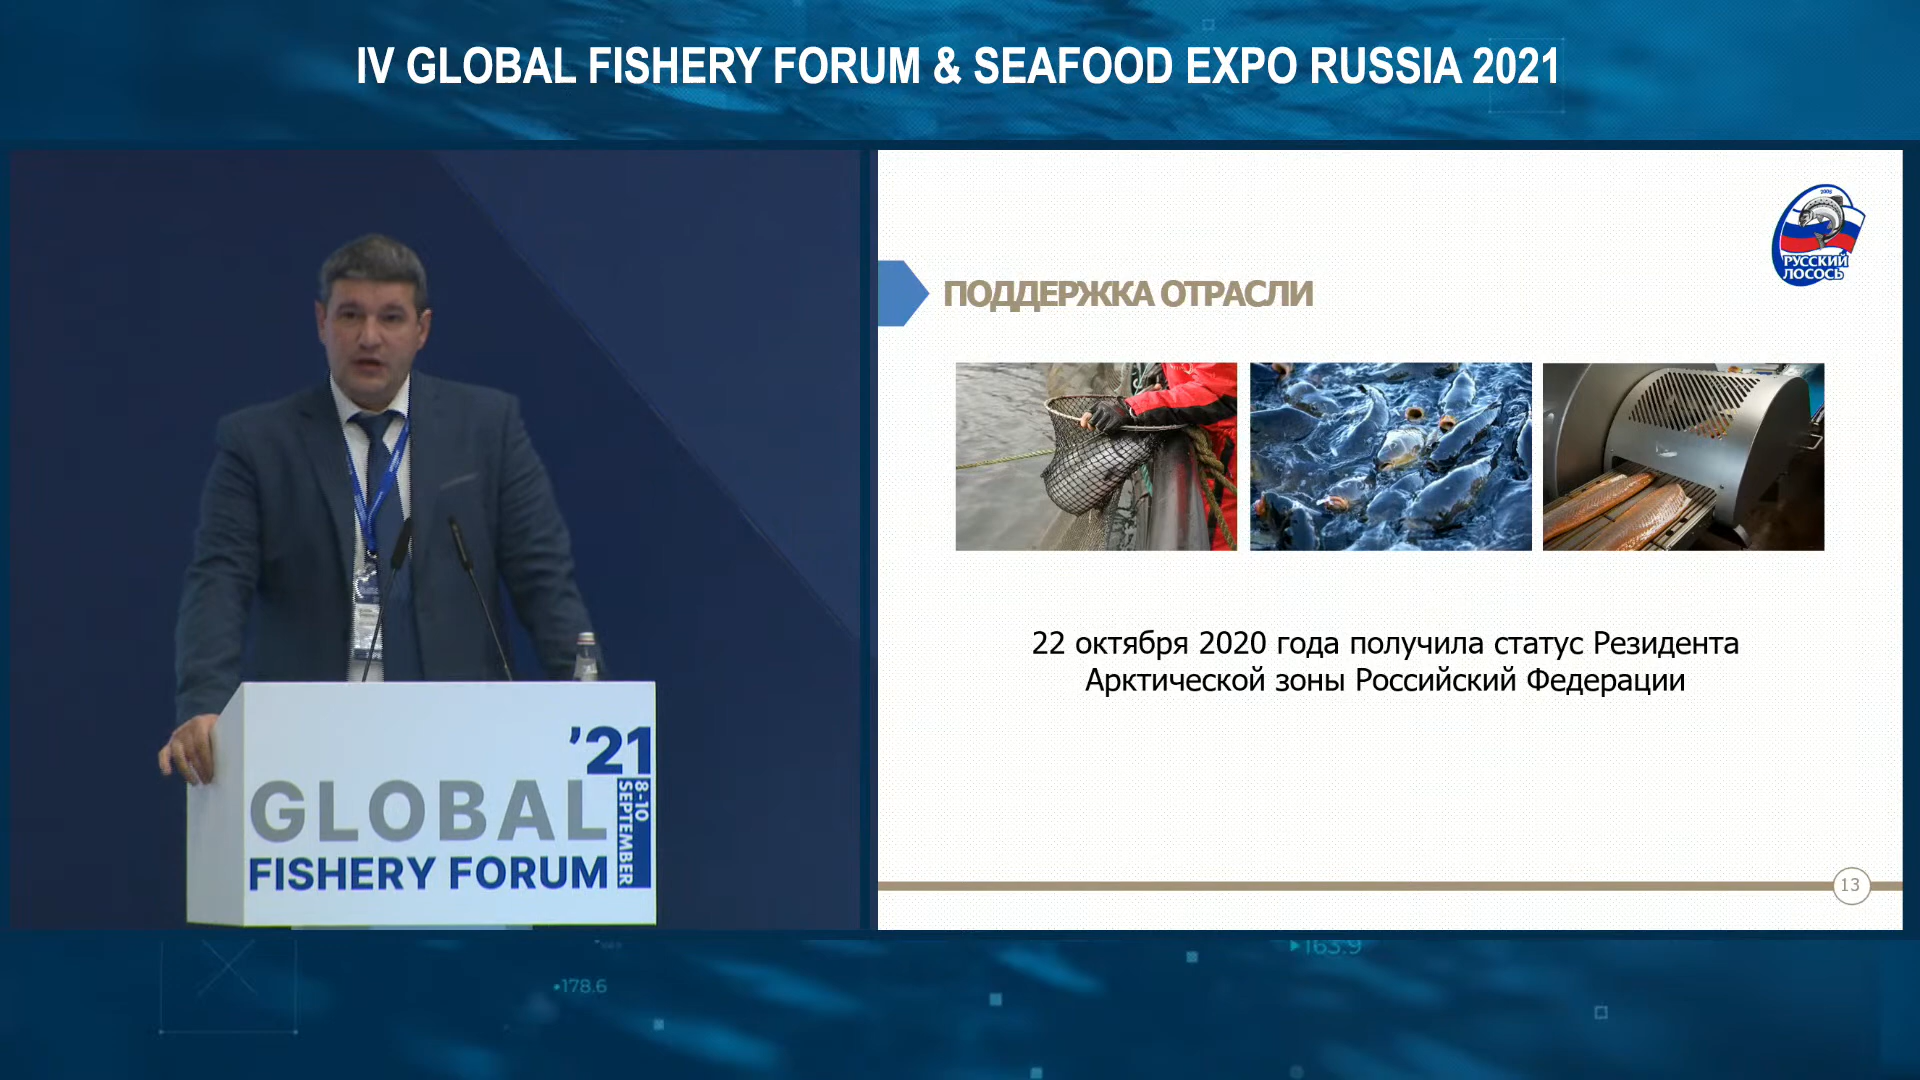 IV GLOBAL FISHERY FORUM & SEAFOOD EXPO RUSSIA 2021
2005
РУССКИЙ
ЛОСОСЬ
ПОДДЕРЖКА ОТРАСЛИ
22 октября 2020 года получила статус Резидента
Арктической зоны Российский Федерации
13
’21
8-10
SEPTEMBER
GLOBAL
FISHERY FORUM
•178.6
163.9